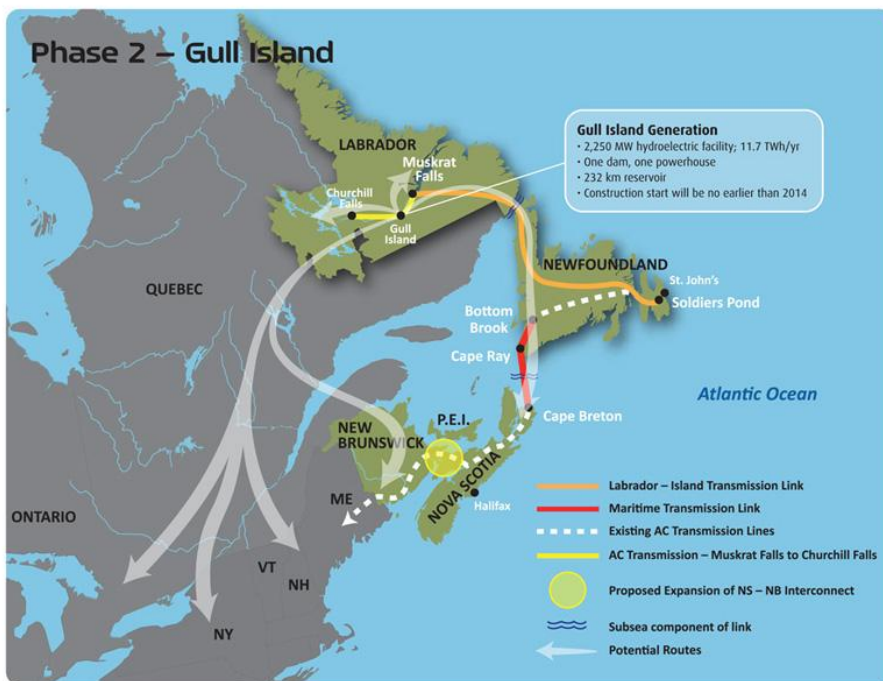 Phase 2 – Gull Island
Gull Island Generation
• 2,250 MW hydroelectric facility; 11.7 TWh/yr
• One dam, one powerhouse
• 232 km reservoir
• Construction start will be no earlier than 2014
LABRADOR
Muskrat
Falls
Churchill
Falls
Gull
Island
QUEBEC
NEWFOUNDLAND
St. John's
Soldiers Pond
Bottom
Brook
Cape Ray
Atlantic Ocean
Cape Breton
P.E.I.
NEW
BRUNSWICK
NOVA SCOTIA
Halifax
ME
ONTARIO
VT
NH
NY
Labrador – Island Transmission Link
Maritime Transmission Link
Existing AC Transmission Lines
AC Transmission – Muskrat Falls to Churchill Falls
Proposed Expansion of NS – NB Interconnect
Subsea component of link
Potential Routes